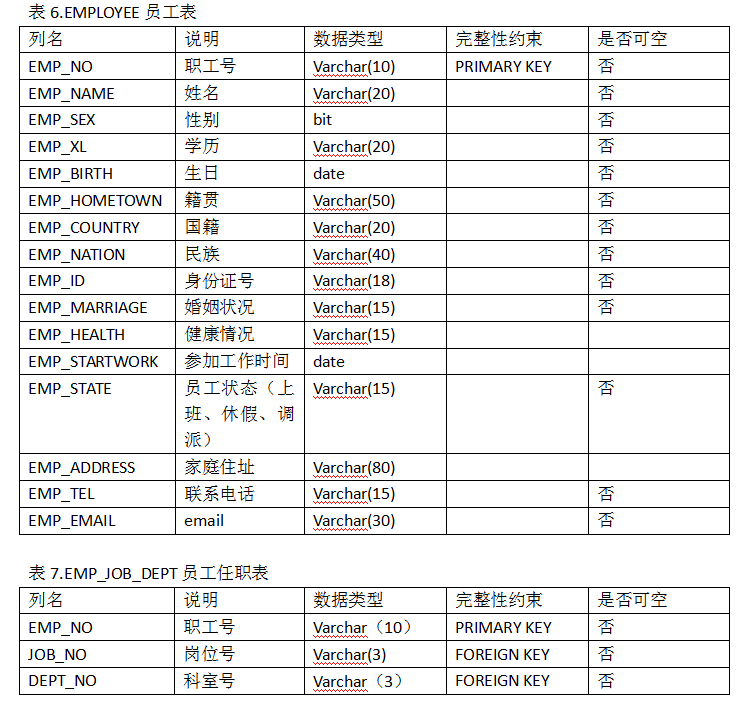 表 6.EMPLOYEE 员工表
列名 说明 数据类型 完整性约束 是否可空
EMP_NO 职工号 Varchar(10) PRIMARY KEY 否
EMP_NAME 姓名 Varchar(20) 否
EMP_SEX 性别 bit 否
EMP_XL 学历 Varchar(20) 否
EMP_BIRTH 生日 date 否
EMP_HOMETOWN 籍贯 Varchar(50) 否
EMP_COUNTRY 国籍 Varchar(20) 否
EMP_NATION 民族 Varchar(40) 否
EMP_ID 身份证号 Varchar(18) 否
EMP_MARRIAGE 婚姻状况 Varchar(15) 否
EMP_HEALTH 健康情况 Varchar(15)
EMP_STARTWORK 参加工作时间 date
EMP_STATE 员工状态（上 Varchar(15) 否
班、休假、调
派）
EMP_ADDRESS 家庭住址 Varchar(80)
EMP_TEL 联系电话 Varchar(15) 否
EMP_EMAIL email Varchar(30) 否
表 7.EMP_JOB_DEPT 员工任职表
列名 说明 数据类型 完整性约束 是否可空
EMP_NO 职工号 Varchar（10） PRIMARY KEY 否
JOB_NO 岗位号 Varchar(3) FOREIGN KEY 否
DEPT_NO 科室号 Varchar（3） FOREIGN KEY 否